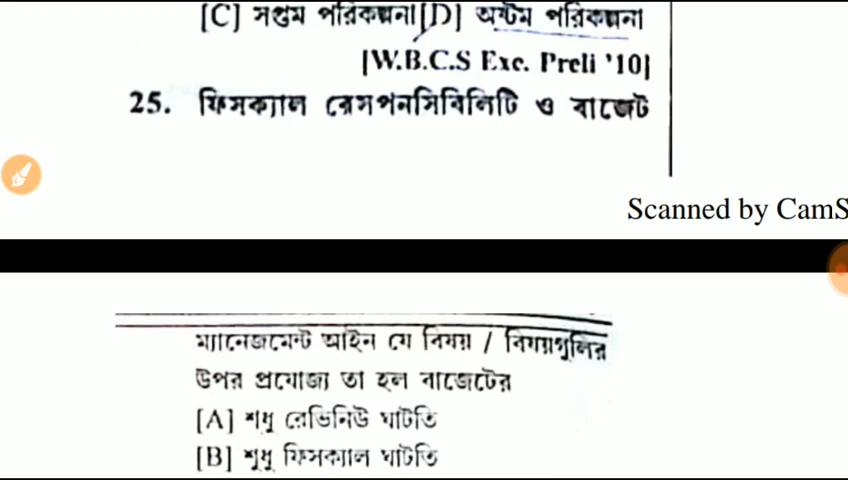 [C] সপ্তম পরিকল্পনা[D] অষ্টম পরিকল্পনা
[W.B.C.S Exe. Preli '10]
25. ফিসক্যাল রেসপনসিবিলিটি ও বাজেট
Scanned by CamS
ম্যানেজমেন্ট আইন যে বিষয় / বিষয়গুলির
উপর প্রযোজ্য তা হল বাজেটের
[A] শুধু রেভিনিউ ঘাটতি
[B] শুধু ফিসক্যাল ঘাটতি